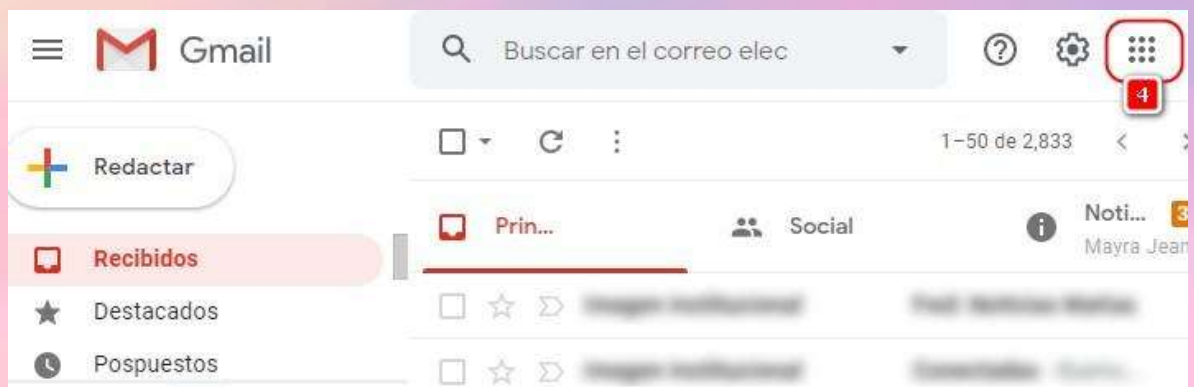 Gmail
Buscar en el correo elec
4
1-50 de 2,833
Redactar
Prin...
Social
Noti... 3
Mayra Jean
Recibidos
Destacados
Pospuestos